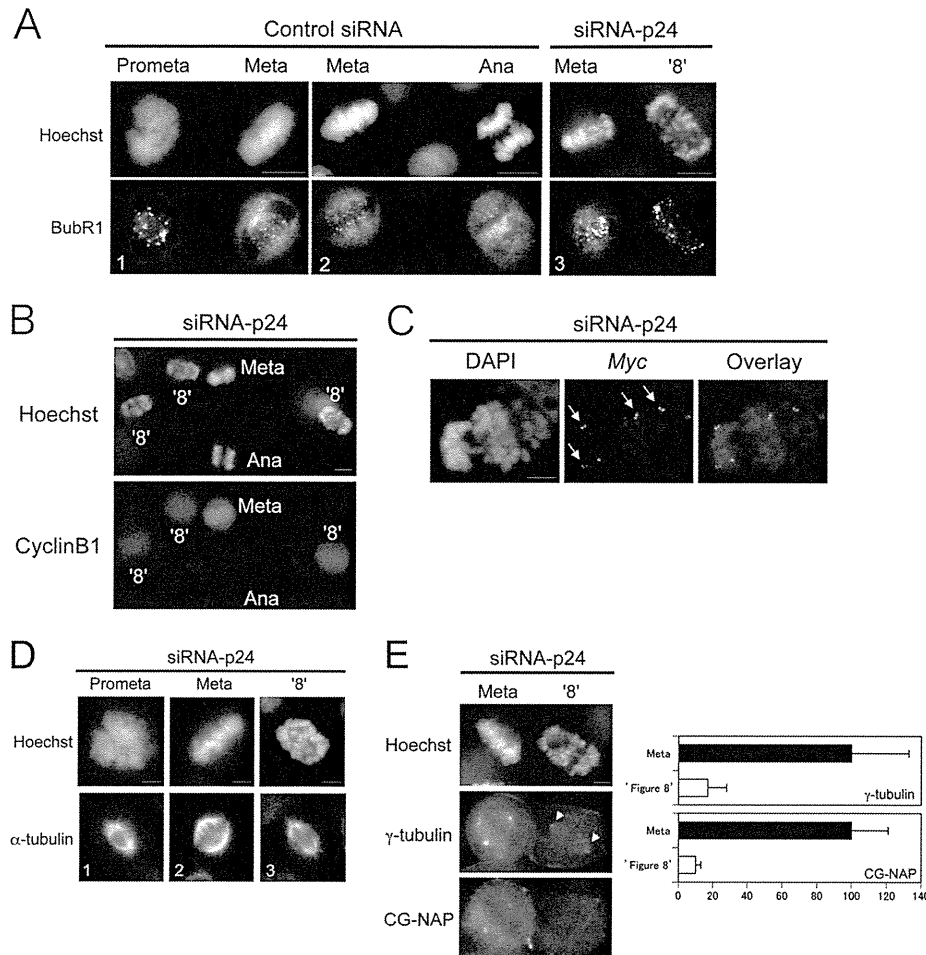 A
Control siRNA
siRNA-p24
Prometa Meta Meta Ana Meta '8'
Hoechst
BubR1
1 2 3
B
siRNA-p24
Hoechst
Meta
'8' '8'
'8'
Ana
CyclinB1
Meta
'8' '8'
'8'
Ana
C
siRNA-p24
DAPI Myc Overlay
D
siRNA-p24
Prometa Meta '8'
Hoechst
α-tubulin
1 2 3
E
siRNA-p24
Meta '8'
Hoechst
γ-tubulin
CG-NAP
Meta
'Figure 8'
γ-tubulin
Meta
'Figure 8'
CG-NAP
0 20 40 60 80 100 120 140